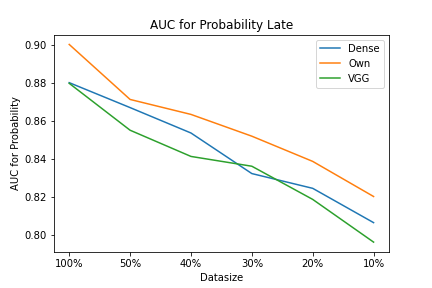 AUC for Probability Late
AUC for Probability
0.90
0.88
0.86
0.84
0.82
0.80
Dense
Own
VGG
100% 50% 40% 30% 20% 10%
Datasize